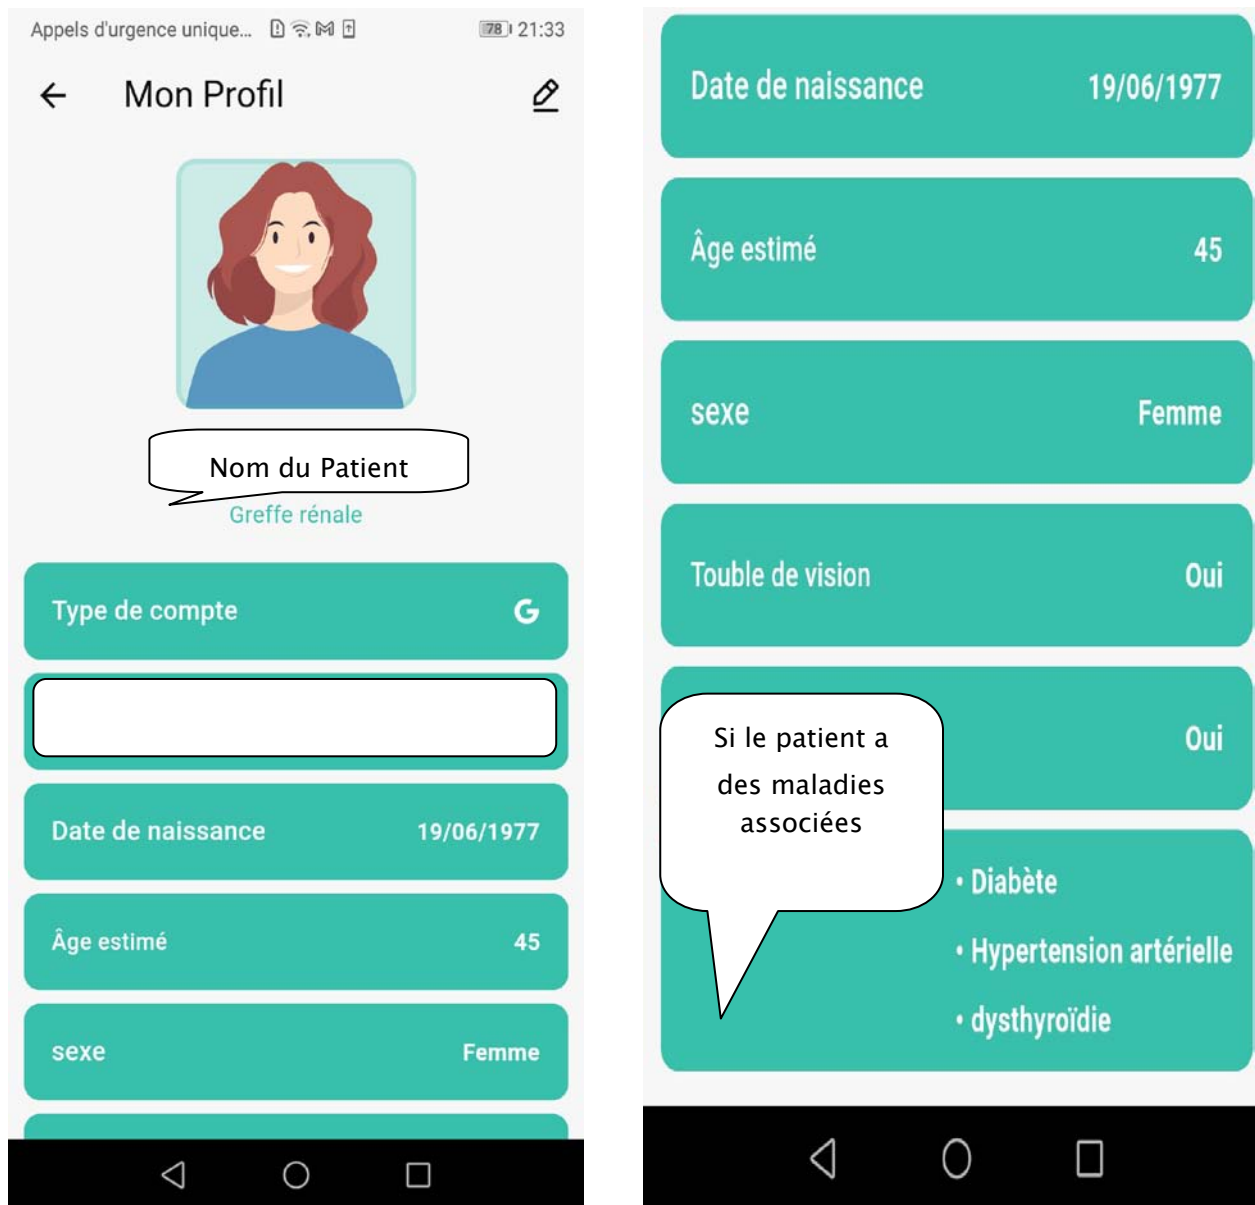 Appels d'urgence unique... 78 21:33
Mon Profil
Nom du Patient
Greffe rénale
Type de compte G
Date de naissance 19/06/1977
Âge estimé 45
sexe Femme
Date de naissance 19/06/1977
Âge estimé 45
sexe Femme
Touble de vision Oui
Oui
Si le patient a
des maladies
associées
• Diabète
• Hypertension artérielle
• dysthyroïdie